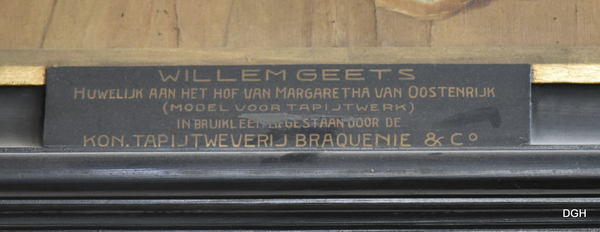 WILLEM GEETS
HUWELIJK AAN HET HOF VAN MARGARETHA VAN OOSTENRIJK
(MODEL VOOR TAPIJTWERK)
IN BRUIKLEEN AFGESTAAN DOOR DE
KON. TAPIJTWEVERIJ BRAQUENIE & Cº
DGH